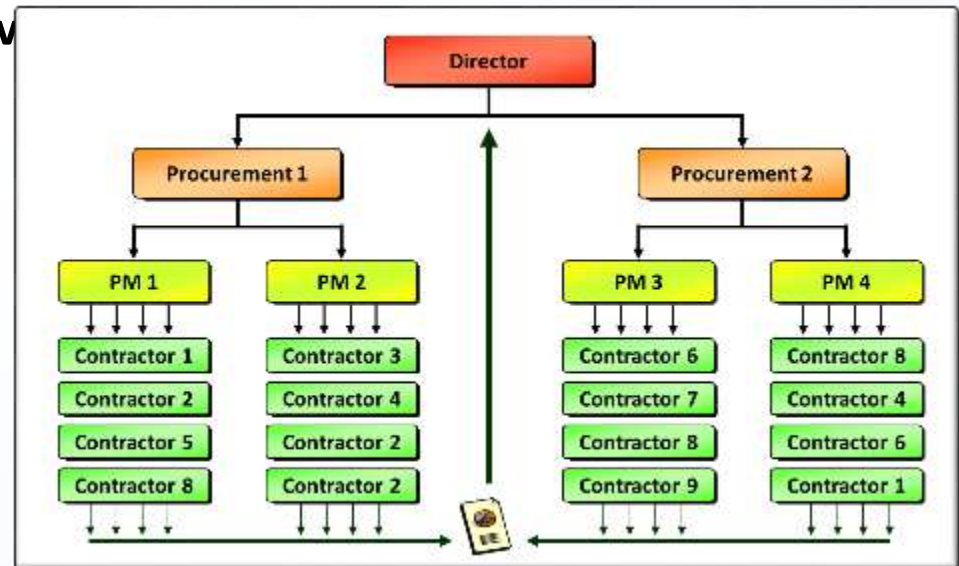 Director
Procurement 1
Procurement 2
PM 1
PM 2
PM 3
PM 4
Contractor 1
Contractor 3
Contractor 6
Contractor 8
Contractor 2
Contractor 4
Contractor 7
Contractor 4
Contractor 5
Contractor 2
Contractor 8
Contractor 6
Contractor 8
Contractor 2
Contractor 9
Contractor 1